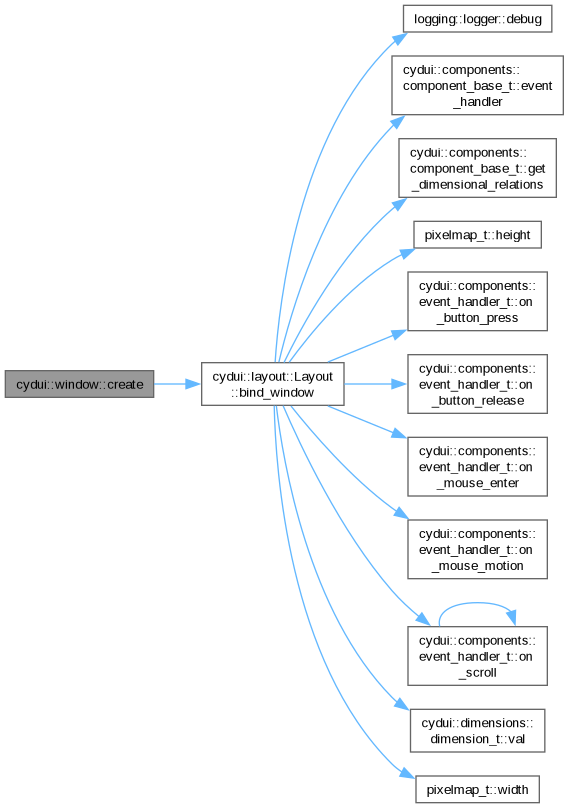 logging::logger::debug
cydui::components::
component_base_t::event
_handler
cydui::components::
component_base_t::get
_dimensional_relations
pixelmap_t::height
cydui::components::
event_handler_t::on
_button_press
cydui::window::create
cydui::layout::Layout
::bind_window
cydui::components::
event_handler_t::on
_button_release
cydui::components::
event_handler_t::on
_mouse_enter
cydui::components::
event_handler_t::on
_mouse_motion
cydui::components::
event_handler_t::on
_scroll
cydui::dimensions::
dimension_t::val
pixelmap_t::width